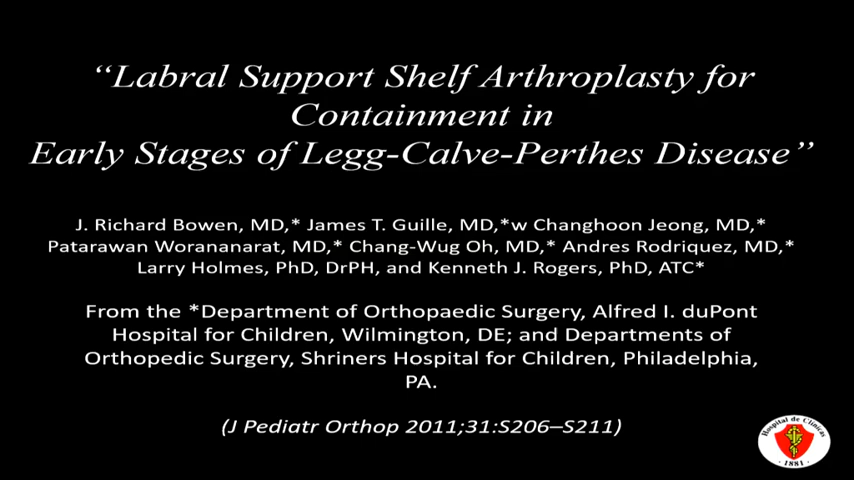 “Labral Support Shelf Arthroplasty for
Containment in
Early Stages of Legg-Calve-Perthes Disease”
J. Richard Bowen, MD,* James T. Guille, MD,*w Changhoon Jeong, MD,*
Patarawan Worananarat, MD,* Chang-Wug Oh, MD,* Andres Rodriquez, MD,*
Larry Holmes, PhD, DrPH, and Kenneth J. Rogers, PhD, ATC*
From the *Department of Orthopaedic Surgery, Alfred I. duPont
Hospital for Children, Wilmington, DE; and Departments of
Orthopedic Surgery, Shriners Hospital for Children, Philadelphia,
PA.
(J Pediatr Orthop 2011;31:S206–S211)
Hospital de Clínicas
· 1881 ·